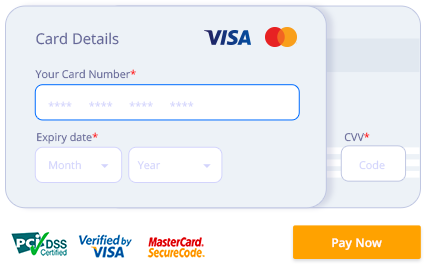 Card Details
VISA
Your Card Number*
**** **** **** ****
Expiry date*
CVV*
Month
Year
Code
PCI DSS
Certified
Verified by
VISA
MasterCard.
SecureCode.
Pay Now